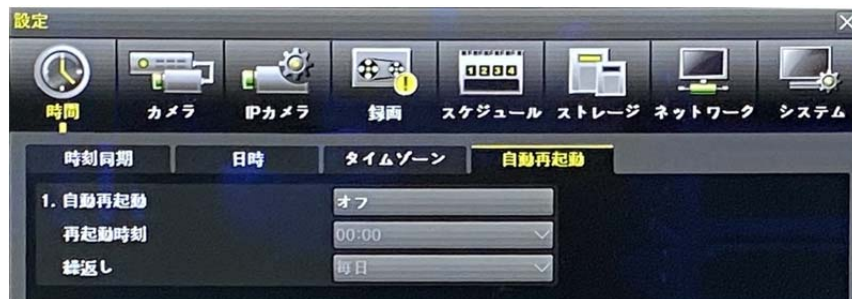 設定
時間
カメラ
IPカメラ
録画
スケジュール
ストレージ
ネットワーク
システム
時刻同期
日時
タイムゾーン
自動再起動
1. 自動再起動
オフ
再起動時刻
00:00
繰返し
毎日